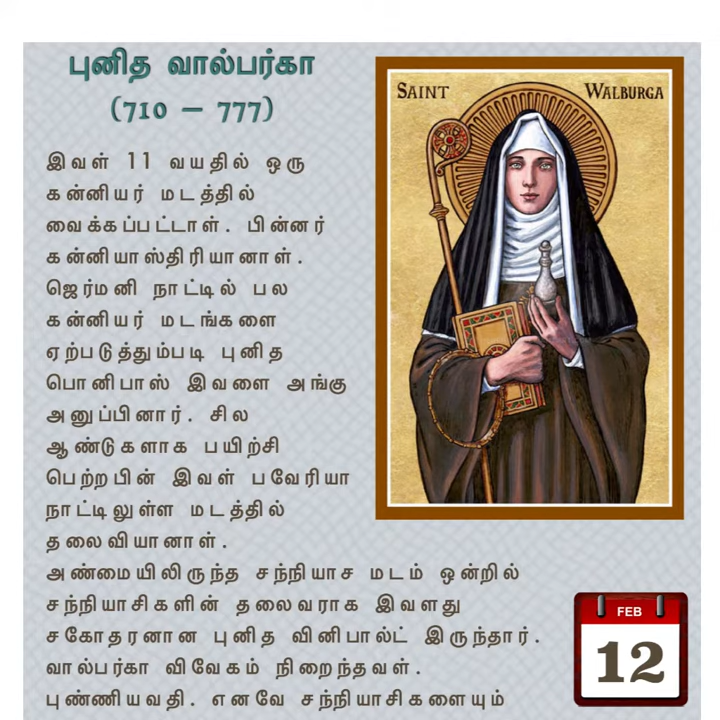 புனித வால்பர்கா
(710 – 777)
SAINT WALBURGA
இவள் 11 வயதில் ஒரு
கன்னியர் மடத்தில்
வைக்கப்பட்டாள். பின்னர்
கன்னியாஸ்திரியானாள்.
ஜெர்மனி நாட்டில் பல
கன்னியர் மடங்களை
ஏற்படுத்தும்படி புனித
பொனிபாஸ் இவளை அங்கு
அனுப்பினார். சில
ஆண்டுகளாக பயிற்சி
பெற்றபின் இவள் பவேரியா
நாட்டிலுள்ள மடத்தில்
தலைவியானாள்.
அண்மையிலிருந்த சந்நியாச மடம் ஒன்றில்
சந்நியாசிகளின் தலைவராக இவளது
சகோதரனான புனித வினிபால்ட் இருந்தார்.
வால்பர்கா விவேகம் நிறைந்தவள்.
புண்ணியவதி. எனவே சந்நியாசிகளையும்
FEB
12